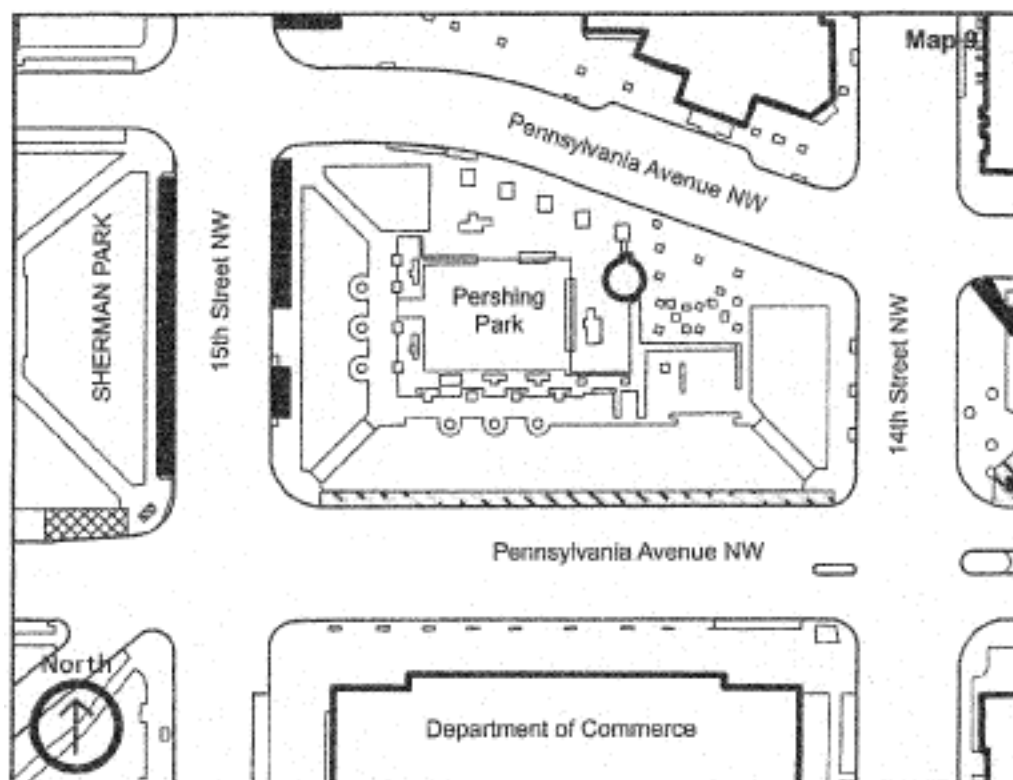 Map 9
Pennsylvania Avenue NW
SHERMAN PARK
15th Street NW
Pershing
Park
14th Street NW
Pennsylvania Avenue NW
North
Department of Commerce